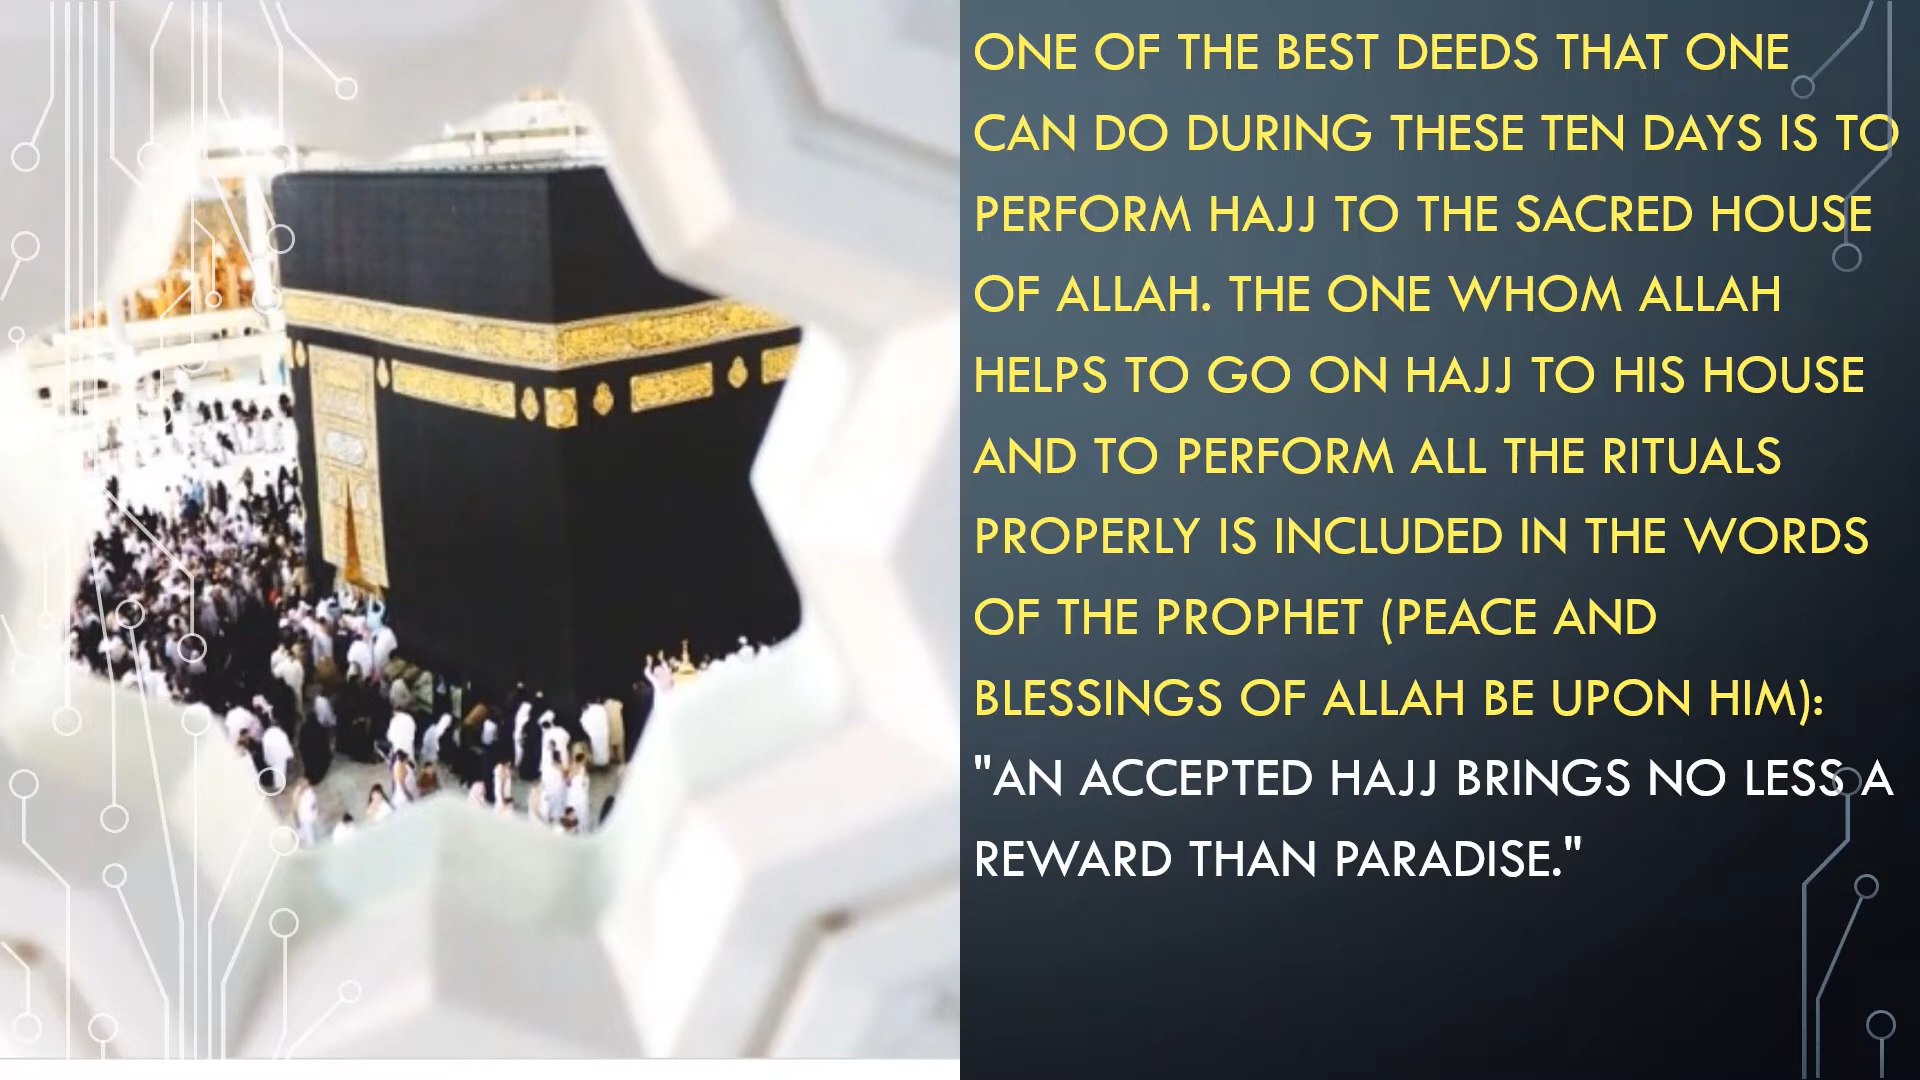 ONE OF THE BEST DEEDS THAT ONE
CAN DO DURING THESE TEN DAYS IS TO
PERFORM HAJJ TO THE SACRED HOUSE
OF ALLAH. THE ONE WHOM ALLAH
HELPS TO GO ON HAJJ TO HIS HOUSE
AND TO PERFORM ALL THE RITUALS
PROPERLY IS INCLUDED IN THE WORDS
OF THE PROPHET (PEACE AND
BLESSINGS OF ALLAH BE UPON HIM):
"AN ACCEPTED HAJJ BRINGS NO LESS A
REWARD THAN PARADISE."